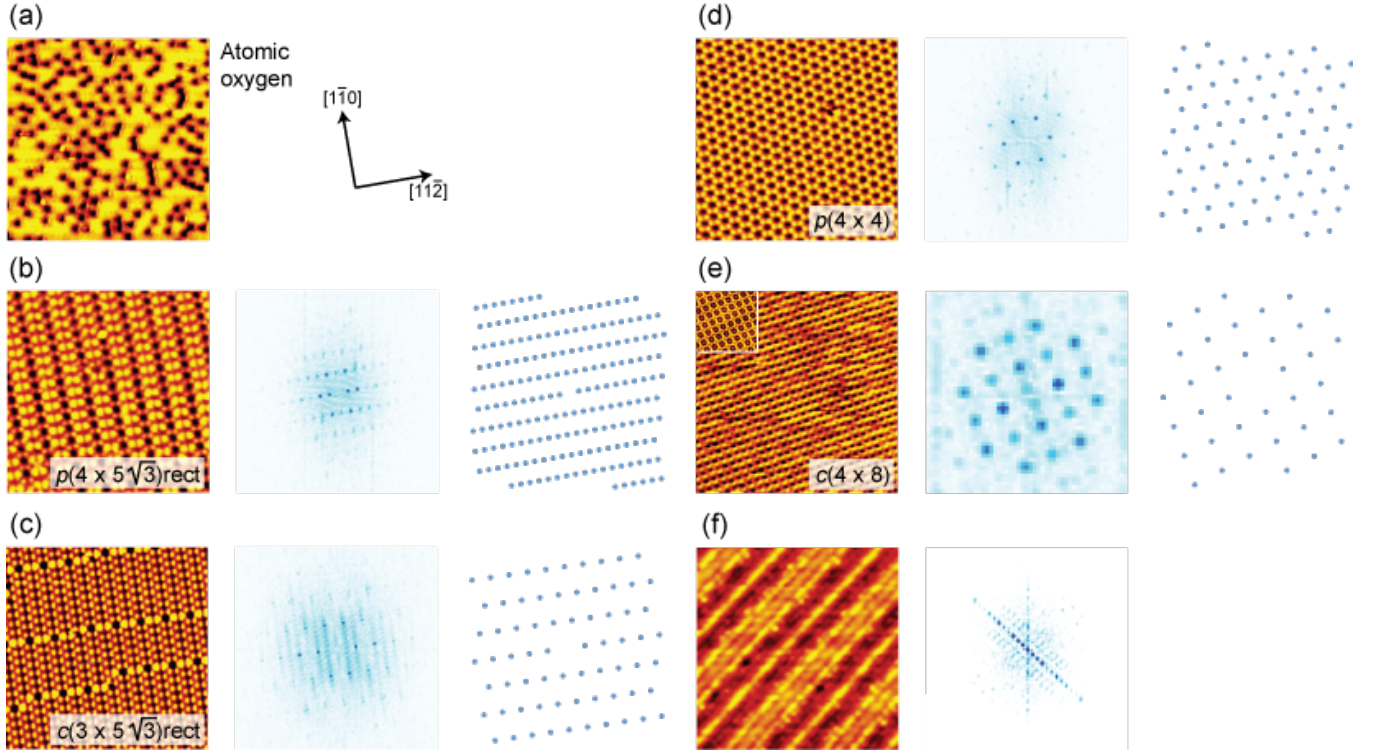 (a)
Atomic
oxygen
[11̄0]
[112̄]
(b)
p(4 x 5√3)rect
(c)
c(3 x 5√3)rect
(d)
p(4 x 4)
(e)
c(4 x 8)
(f)